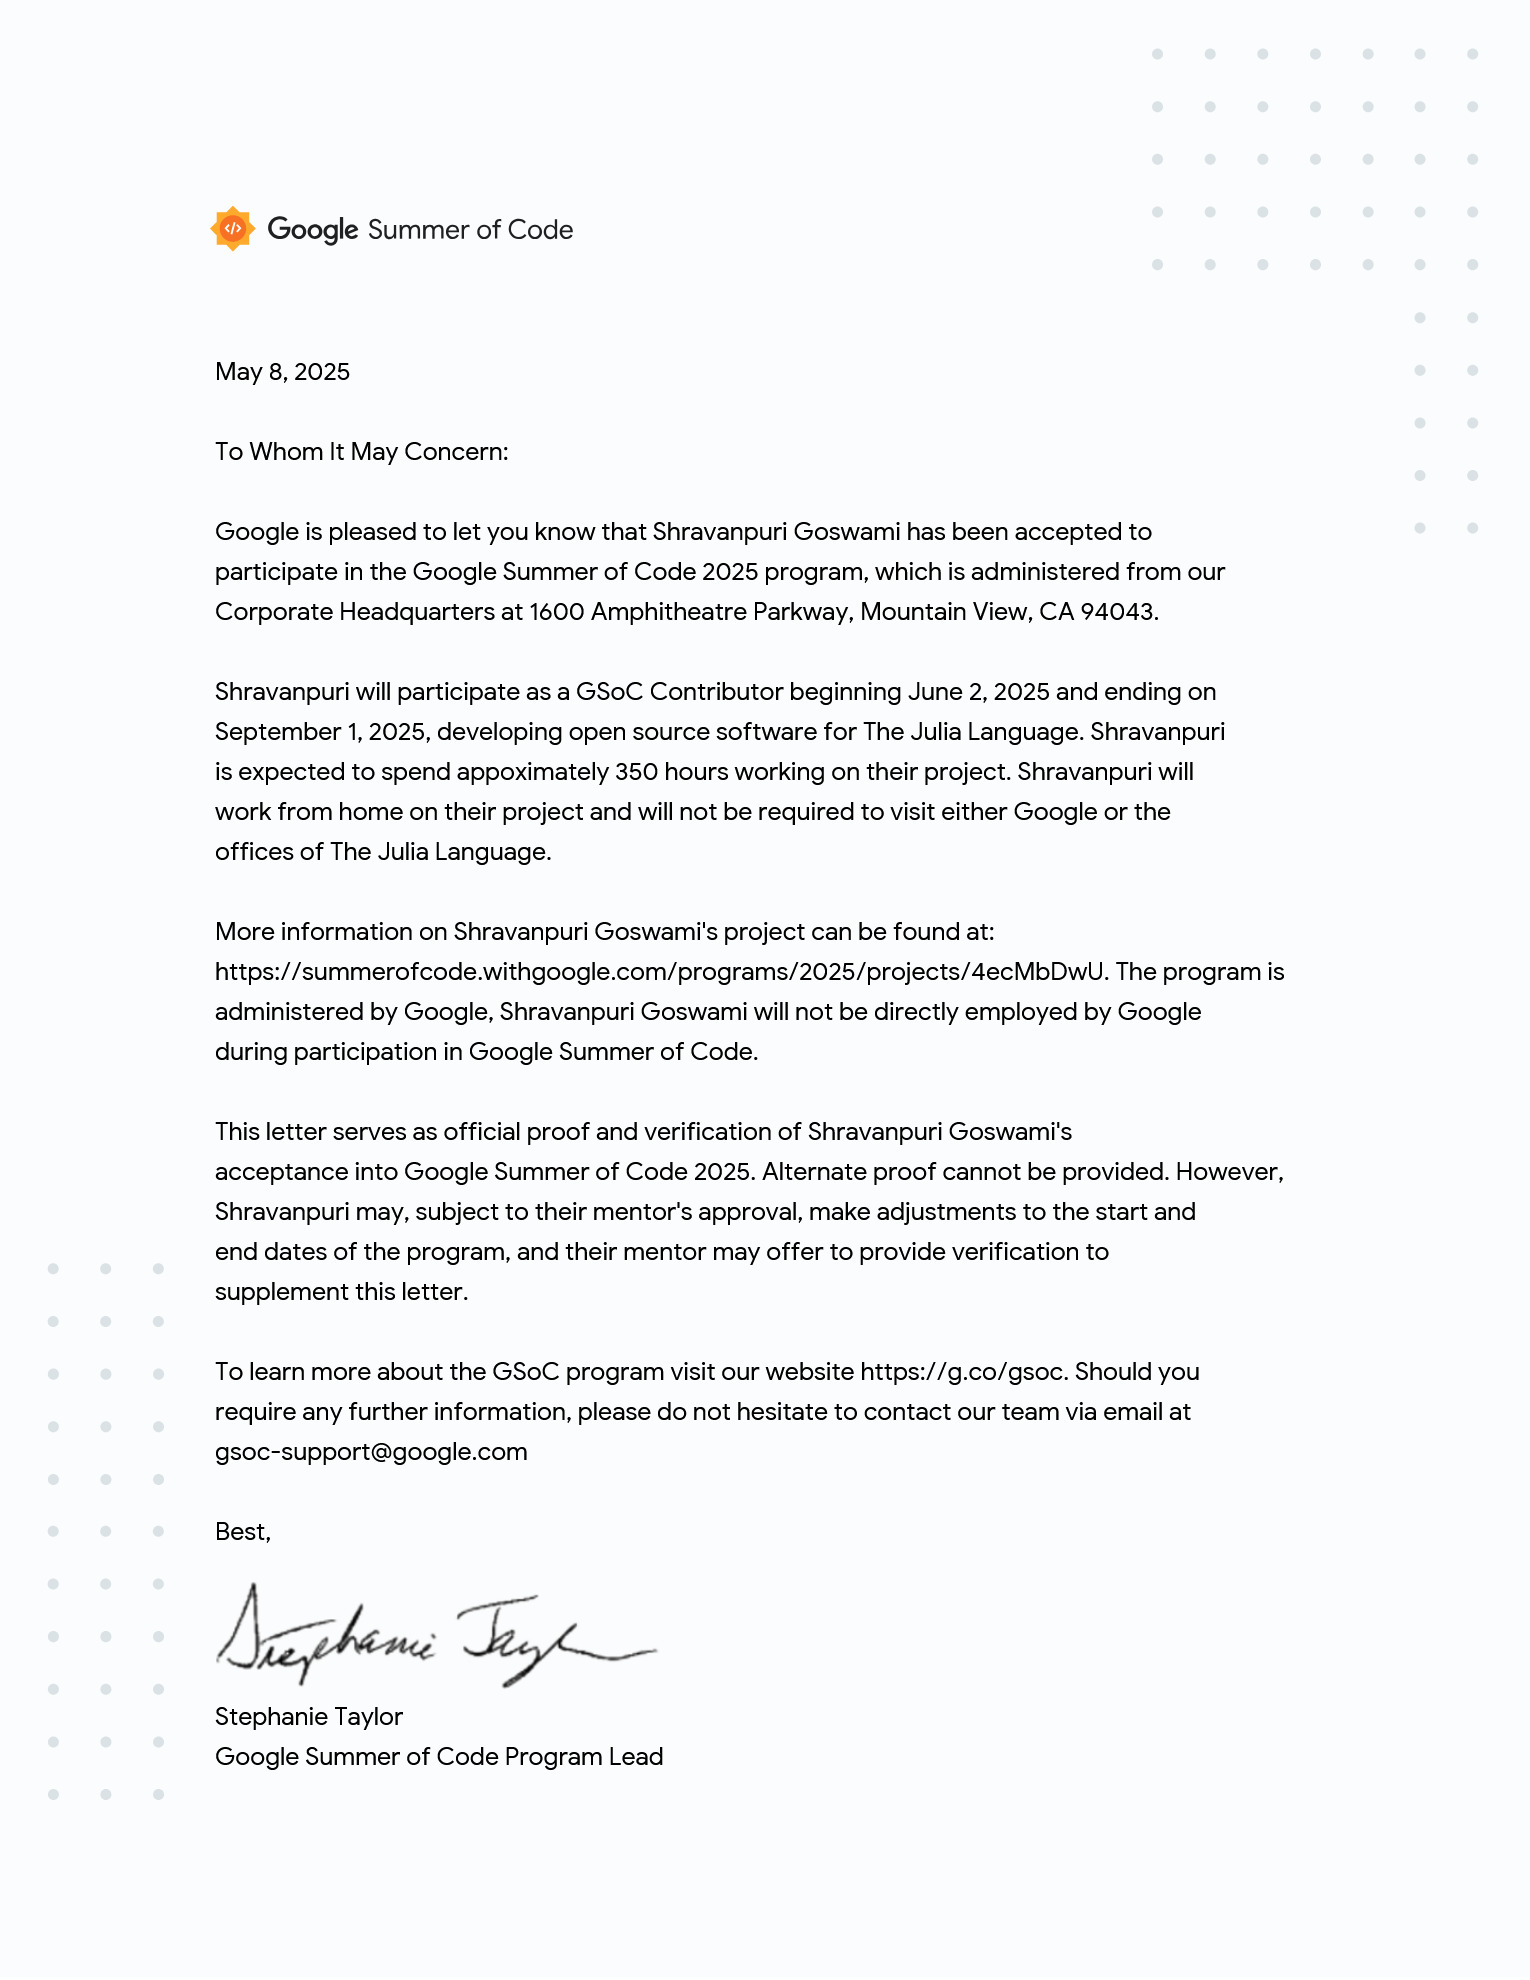 Google Summer of Code
May 8, 2025
To Whom It May Concern:
Google is pleased to let you know that Shravanpuri Goswami has been accepted to
participate in the Google Summer of Code 2025 program, which is administered from our
Corporate Headquarters at 1600 Amphitheatre Parkway, Mountain View, CA 94043.
Shravanpuri will participate as a GSoC Contributor beginning June 2, 2025 and ending on
September 1, 2025, developing open source software for The Julia Language. Shravanpuri
is expected to spend appoximately 350 hours working on their project. Shravanpuri will
work from home on their project and will not be required to visit either Google or the
offices of The Julia Language.
More information on Shravanpuri Goswami's project can be found at:
https://summerofcode.withgoogle.com/programs/2025/projects/4ecMbDwU. The program is
administered by Google, Shravanpuri Goswami will not be directly employed by Google
during participation in Google Summer of Code.
This letter serves as official proof and verification of Shravanpuri Goswami's
acceptance into Google Summer of Code 2025. Alternate proof cannot be provided. However,
Shravanpuri may, subject to their mentor's approval, make adjustments to the start and
end dates of the program, and their mentor may offer to provide verification to
supplement this letter.
To learn more about the GSoC program visit our website https://g.co/gsoc. Should you
require any further information, please do not hesitate to contact our team via email at
gsoc-support@google.com
Best,
Stephanie Taylor
Stephanie Taylor
Google Summer of Code Program Lead